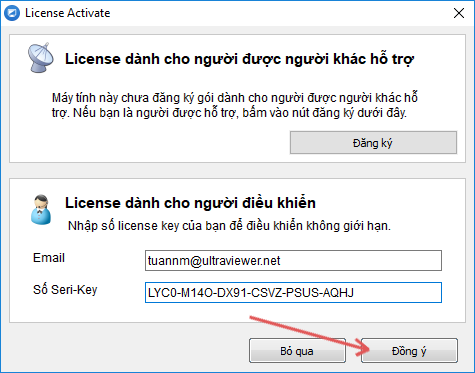 License Activate
License dành cho người được người khác hỗ trợ
Máy tính này chưa đăng ký gói dành cho người được người khác hỗ
trợ. Nếu bạn là người được hỗ trợ, bấm vào nút đăng ký dưới đây.
Đăng ký
License dành cho người điều khiển
Nhập số license key của bạn để điều khiển không giới hạn.
Email
tuannm@ultraviewer.net
Số Seri-Key
LYC0-M14O-DX91-CSVZ-PSUS-AQHJ
Bỏ qua
Đồng ý